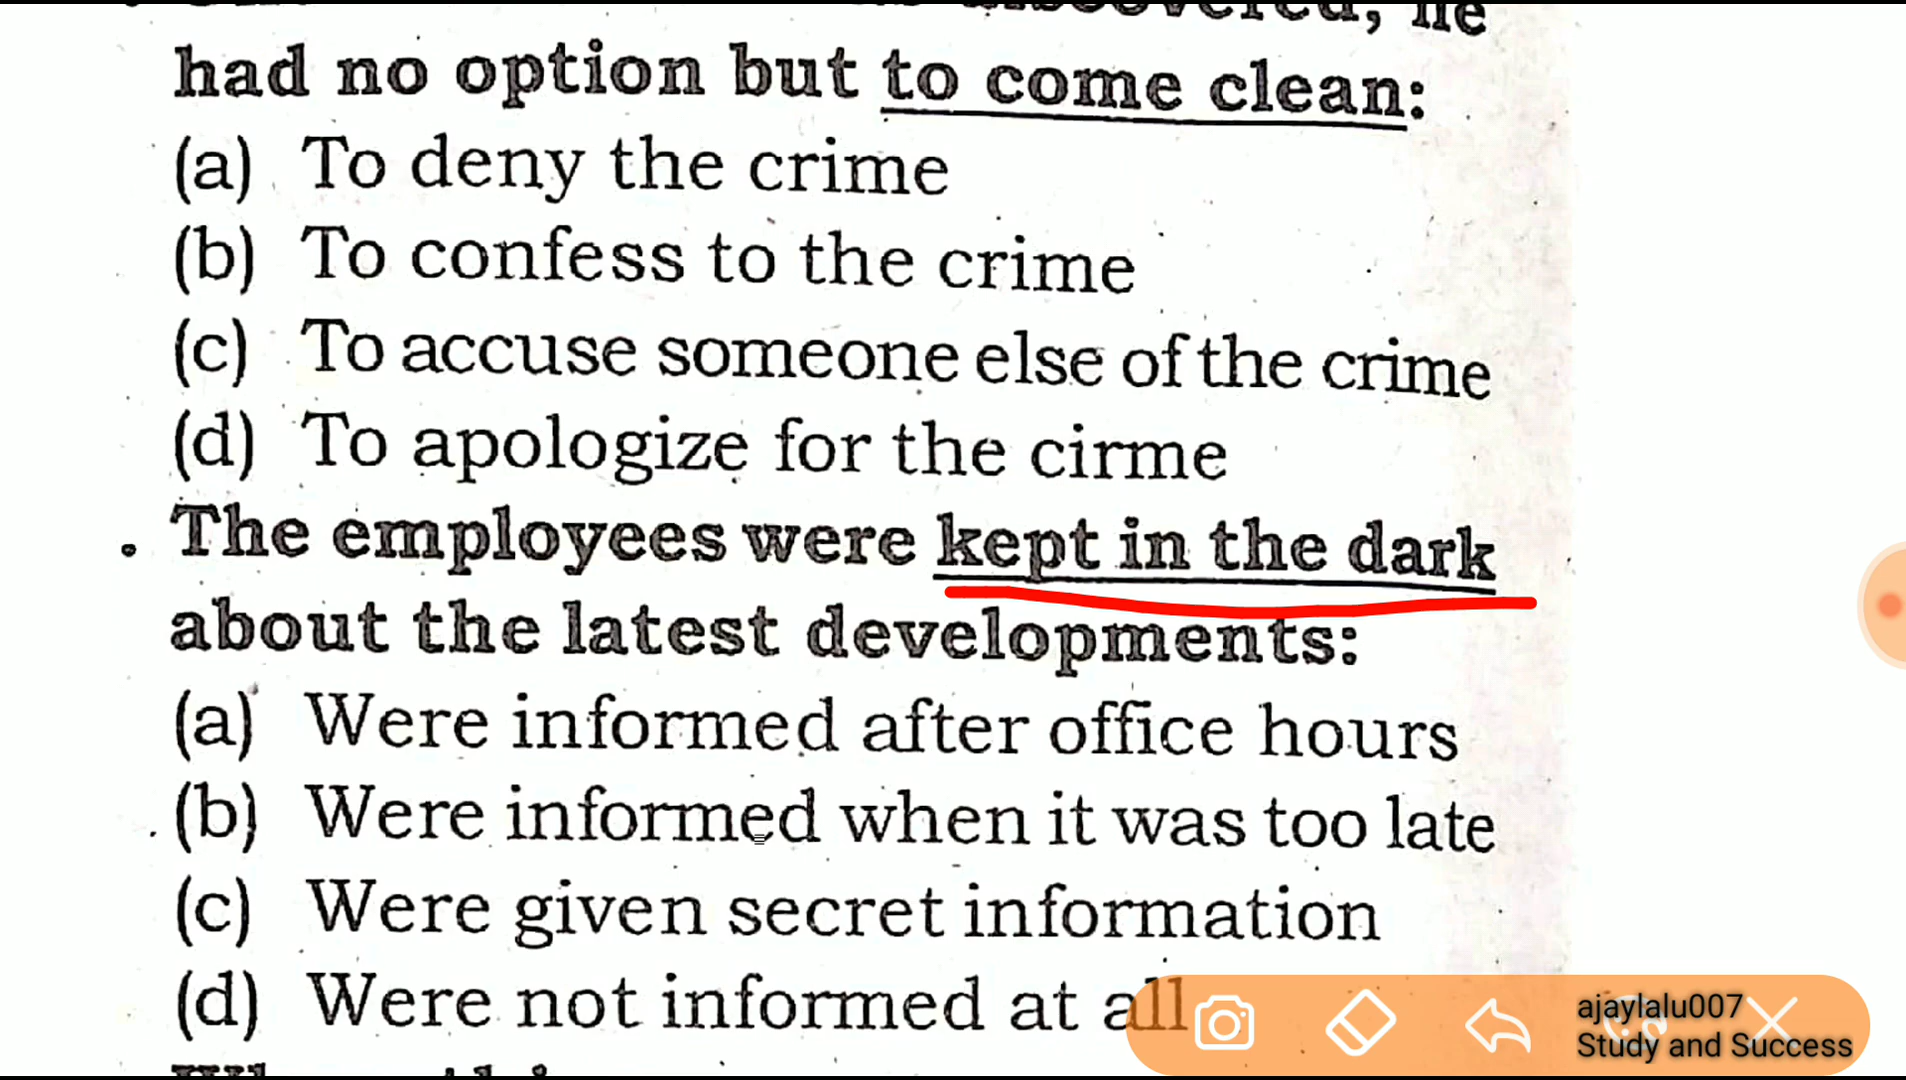 discovered, he
had no option but to come clean:
(a) To deny the crime
(b) To confess to the crime
(c) To accuse someone else of the crime
(d) To apologize for the cirme
. The employees were kept in the dark
about the latest developments:
(a) Were informed after office hours
(b) Were informed when it was too late
(c) Were given secret information
(d) Were not informed at all
ajaylalu007
Study and Success